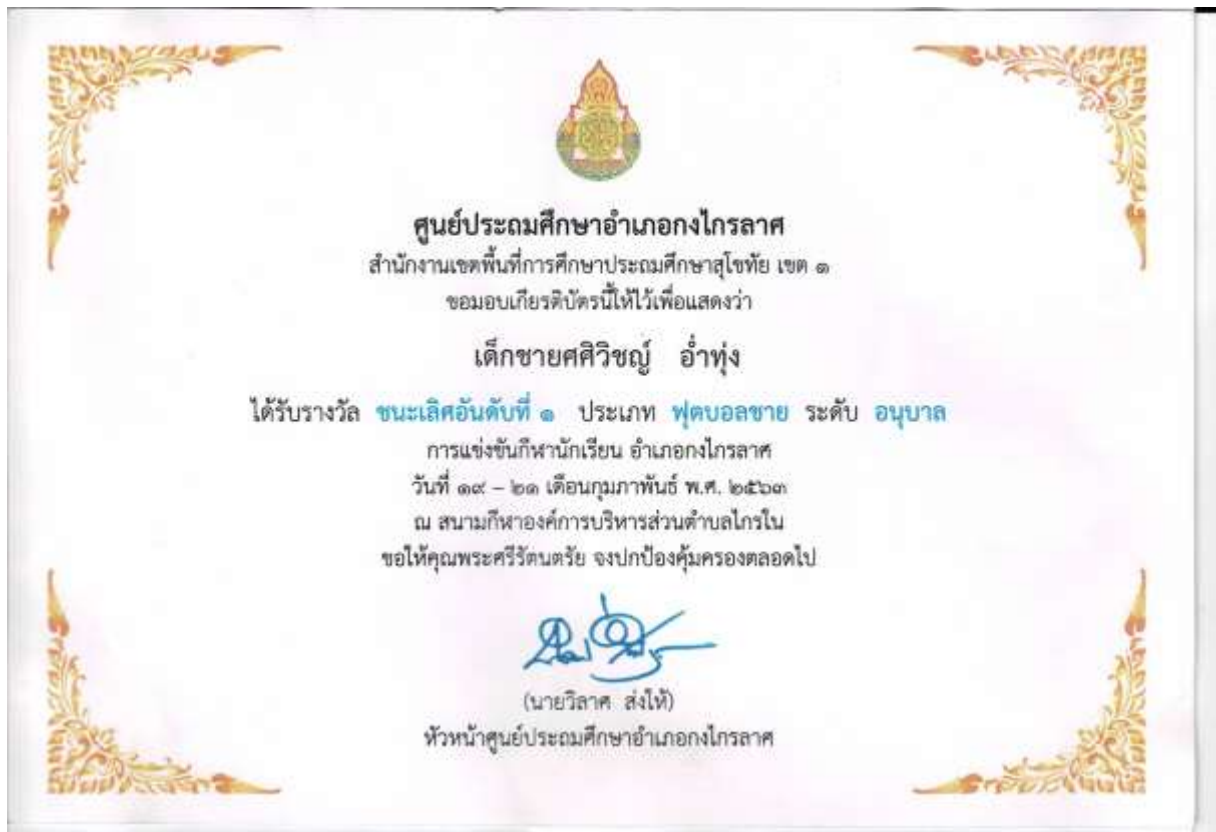 ศูนย์ประถมศึกษาอำเภอกงไกรลาศ
สำนักงานเขตพื้นที่การศึกษาประถมศึกษาสุโขทัย เขต ๑
ขอมอบเกียรติบัตรนี้ให้ไว้เพื่อแสดงว่า
เด็กชายศศิวิชญ์ อ่ำทุ่ง
ได้รับรางวัล ชนะเลิศอันดับที่ ๑ ประเภท ฟุตบอลชาย ระดับ อนุบาล
การแข่งขันกีฬานักเรียน อำเภอกงไกรลาศ
วันที่ ๑๙ – ๒๑ เดือนกุมภาพันธ์ พ.ศ. ๒๕๖๓
ณ สนามกีฬาองค์การบริหารส่วนตำบลไกรใน
ขอให้คุณพระศรีรัตนตรัย จงปกป้องคุ้มครองตลอดไป
(นายวิลาศ ส่งให้)
หัวหน้าศูนย์ประถมศึกษาอำเภอกงไกรลาศ